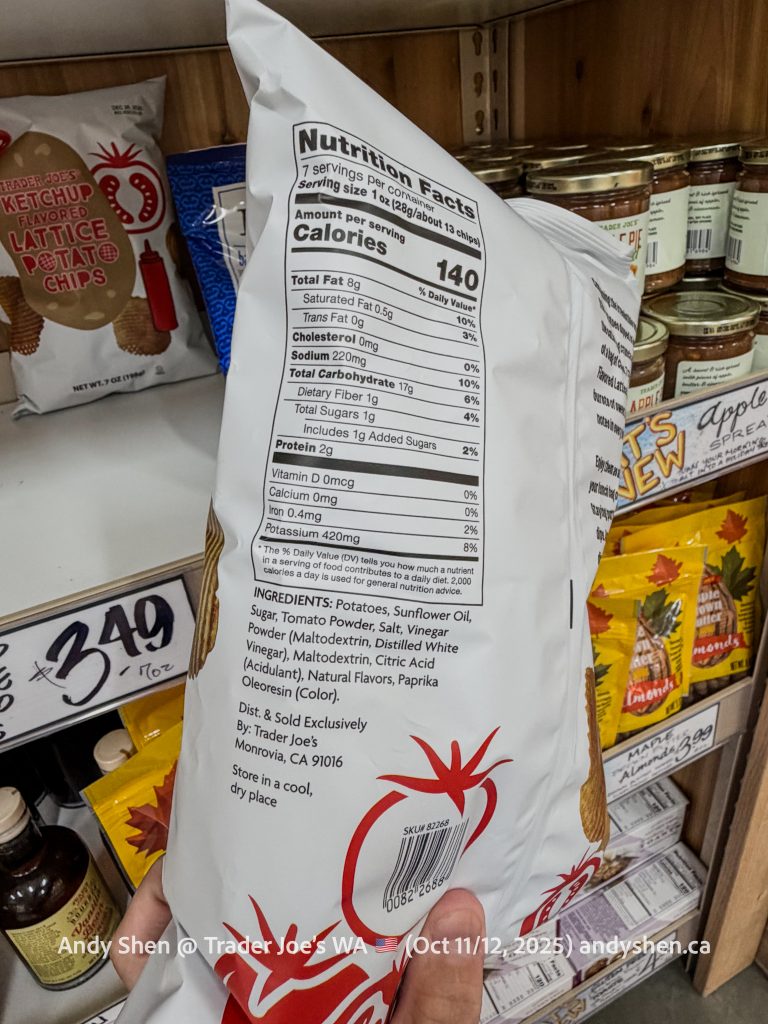 Nutrition Facts
7 servings per container
Serving size 1 oz (28g/about 13 chips)
Amount per serving
Calories 140
% Daily Value*
Total Fat 8g 10%
Saturated Fat 0.5g 3%
Trans Fat 0g
Cholesterol 0mg 0%
Sodium 220mg 10%
Total Carbohydrate 17g 6%
Dietary Fiber 1g 4%
Total Sugars 1g
Includes 1g Added Sugars 2%
Protein 2g
Vitamin D 0mcg 0%
Calcium 0mg 0%
Iron 0.4mg 2%
Potassium 420mg 8%
* The % Daily Value (DV) tells you how much a nutrient
in a serving of food contributes to a daily diet. 2,000
calories a day is used for general nutrition advice.
INGREDIENTS: Potatoes, Sunflower Oil,
Sugar, Tomato Powder, Salt, Vinegar
Powder (Maltodextrin, Distilled White
Vinegar), Maltodextrin, Citric Acid
(Acidulant), Natural Flavors, Paprika
Oleoresin (Color).
Dist. & Sold Exclusively
By: Trader Joe's
Monrovia, CA 91016
Store in a cool,
dry place
SKU# 82268
TRADER JOE'S
KETCHUP
FLAVORED
LATTICE
POTATO
CHIPS
NET WT. 7 OZ (198g)
$3.49
7oz
Apple
SPREAD
NEW
MAPLE
Almonds 3.99
Almonds
Andy Shen @ Trader Joe's WA 🇺🇸 (Oct 11/12, 2025) andyshen.ca